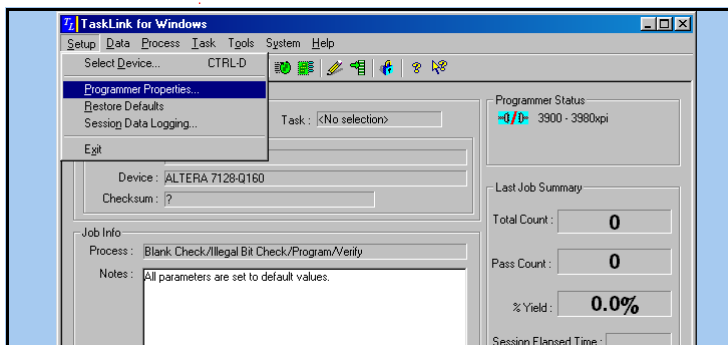 TaskLink for Windows
Setup Data Process Task Tools System Help
Select Device... CTRL-D
Programmer Properties...
Restore Defaults
Session Data Logging...
Exit
Task : <No selection>
Device : ALTERA 7128-Q160
Checksum : ?
Job Info
Process : Blank Check/Illegal Bit Check/Program/Verify
Notes : All parameters are set to default values.
Programmer Status
3900 - 3980xpi
Last Job Summary
Total Count : 0
Pass Count : 0
% Yield : 0.0%
Session Elapsed Time :